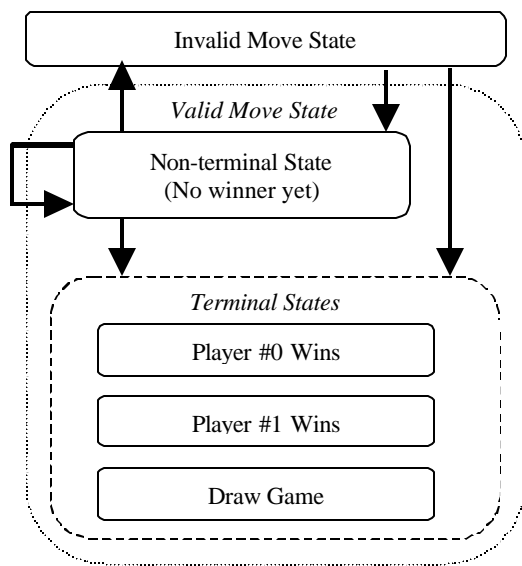 Invalid Move State
Valid Move State
Non-terminal State
(No winner yet)
Terminal States
Player #0 Wins
Player #1 Wins
Draw Game